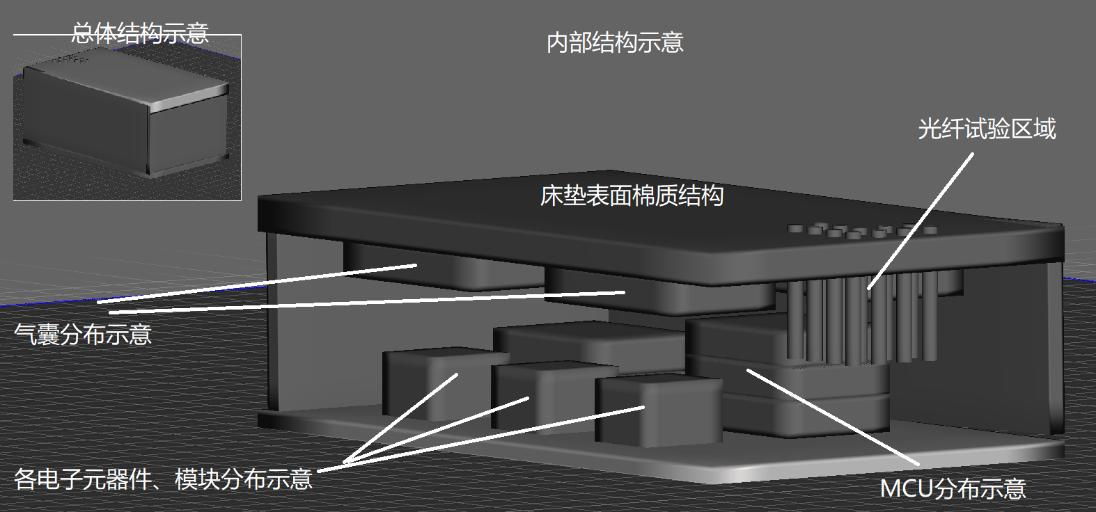 总体结构示意
内部结构示意
光纤试验区域
床垫表面棉质结构
气囊分布示意
各电子元器件、模块分布示意
MCU分布示意